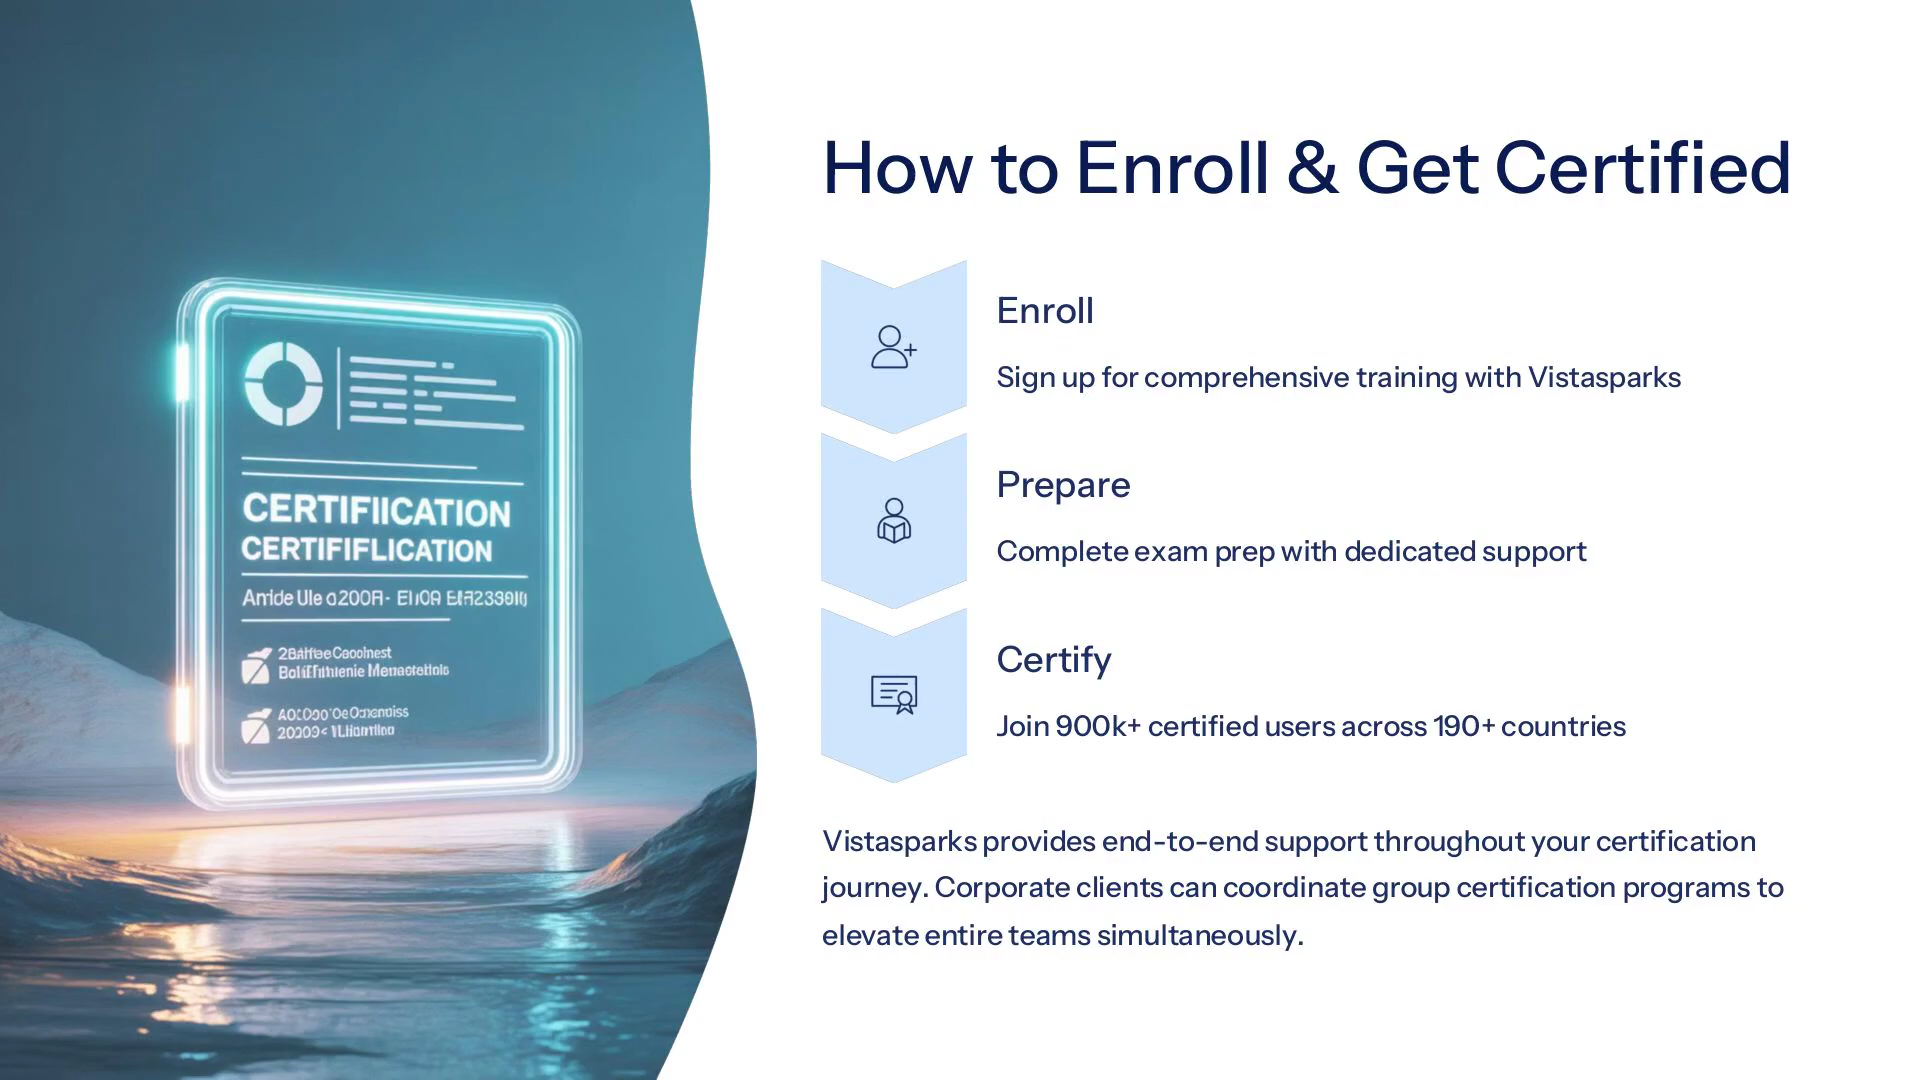 How to Enroll & Get Certified
Enroll
Sign up for comprehensive training with Vistasparks
Prepare
Complete exam prep with dedicated support
Certify
Join 900k+ certified users across 190+ countries
Vistasparks provides end-to-end support throughout your certification
journey. Corporate clients can coordinate group certification programs to
elevate entire teams simultaneously.
CERTIFIICATION
CERTIFIFLICATION